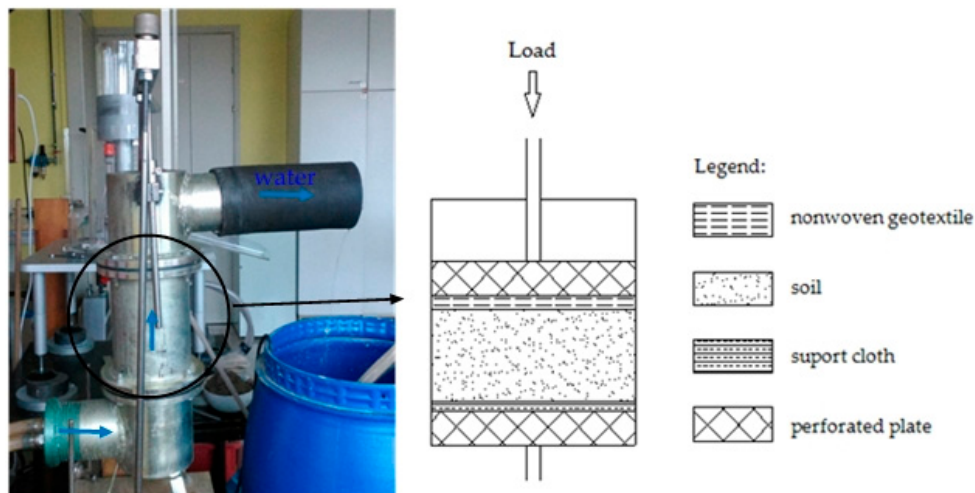 water
Load
Legend:
nonwoven geotextile
soil
suport cloth
perforated plate